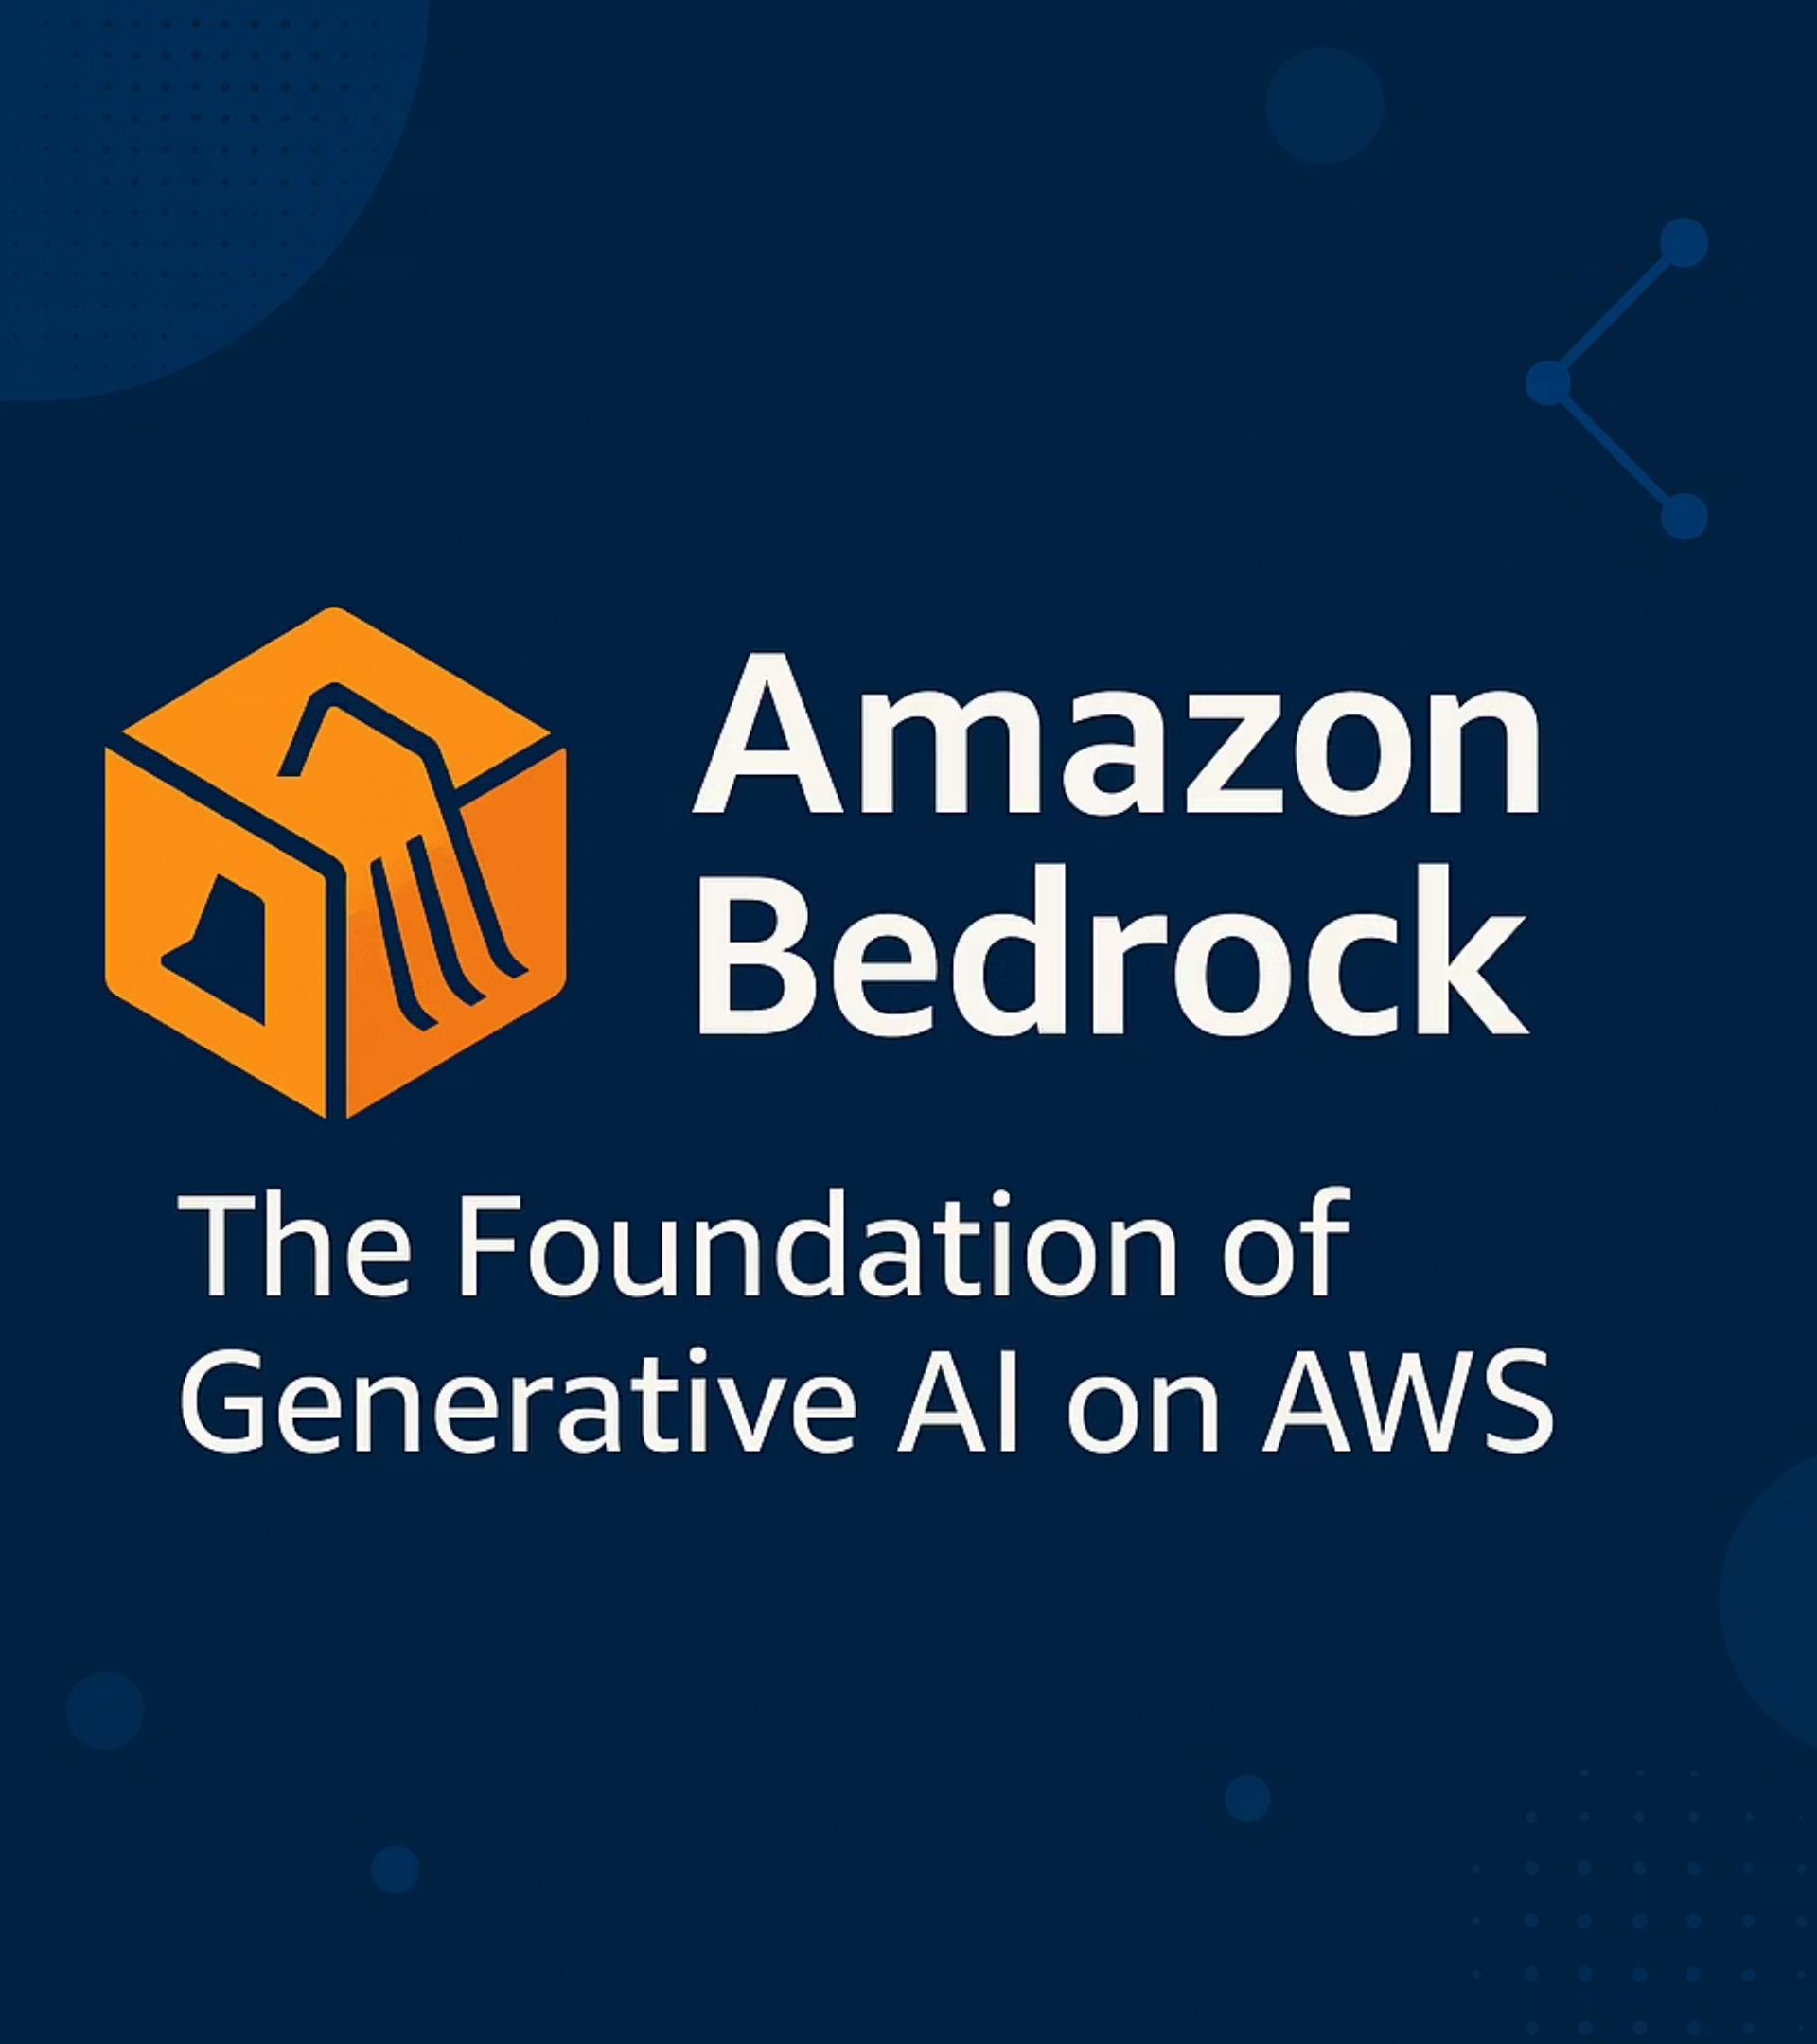 Amazon
Bedrock
The Foundation of
Generative AI on AWS